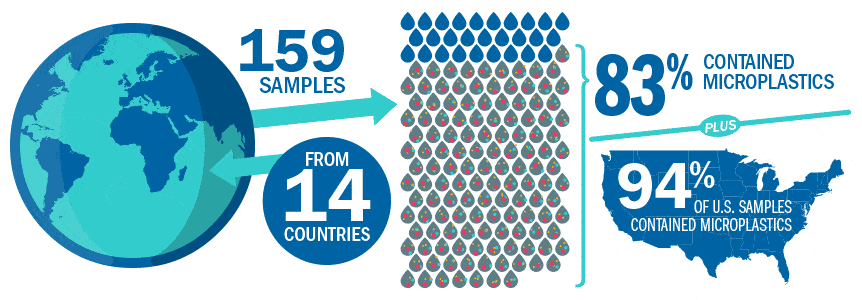 159
SAMPLES
FROM
14
COUNTRIES
83%
CONTAINED
MICROPLASTICS
PLUS
94%
OF U.S. SAMPLES
CONTAINED MICROPLASTICS